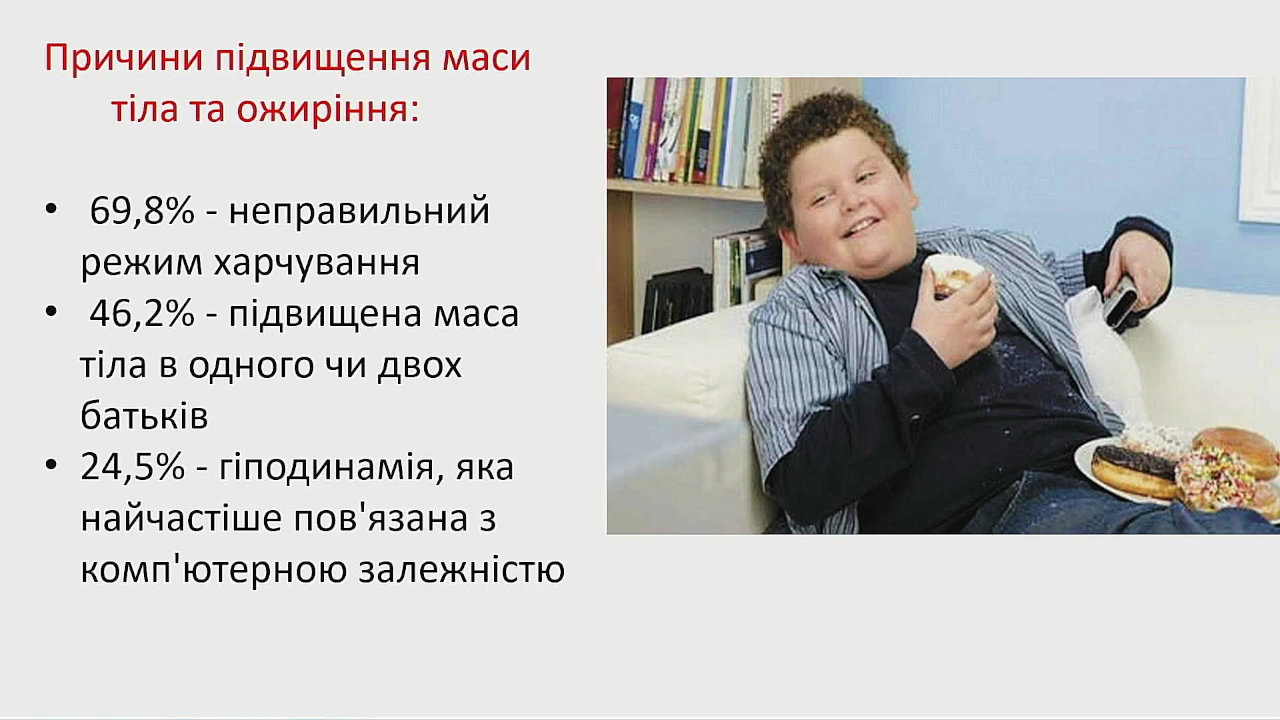 Причини підвищення маси
тіла та ожиріння:
• 69,8% - неправильний
режим харчування
• 46,2% - підвищена маса
тіла в одного чи двох
батьків
• 24,5% - гіподинамія, яка
найчастіше пов'язана з
комп'ютерною залежністю